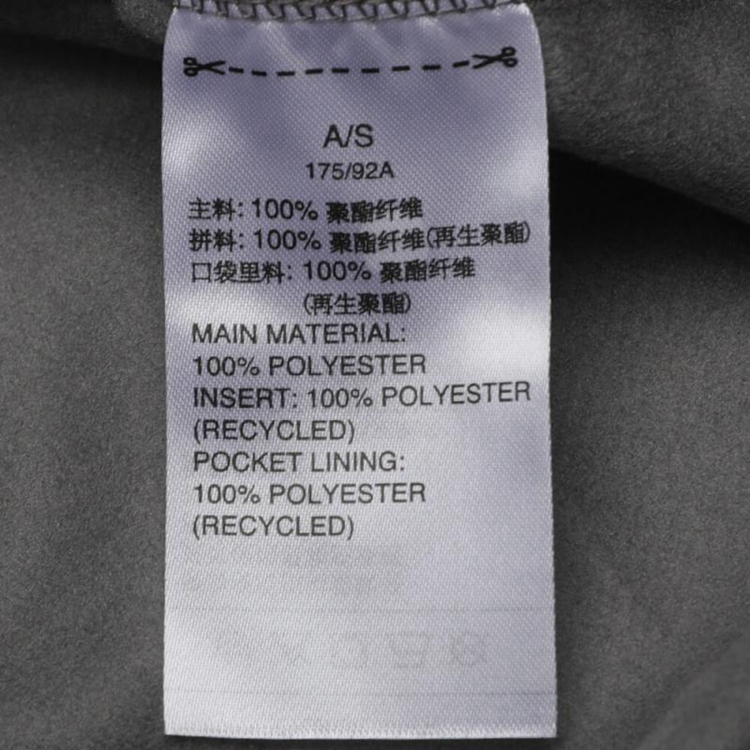 A/S
175/92A
主料: 100% 聚酯纤维
拼料: 100% 聚酯纤维(再生聚酯)
口袋里料: 100% 聚酯纤维
(再生聚酯)
MAIN MATERIAL:
100% POLYESTER
INSERT: 100% POLYESTER
(RECYCLED)
POCKET LINING:
100% POLYESTER
(RECYCLED)